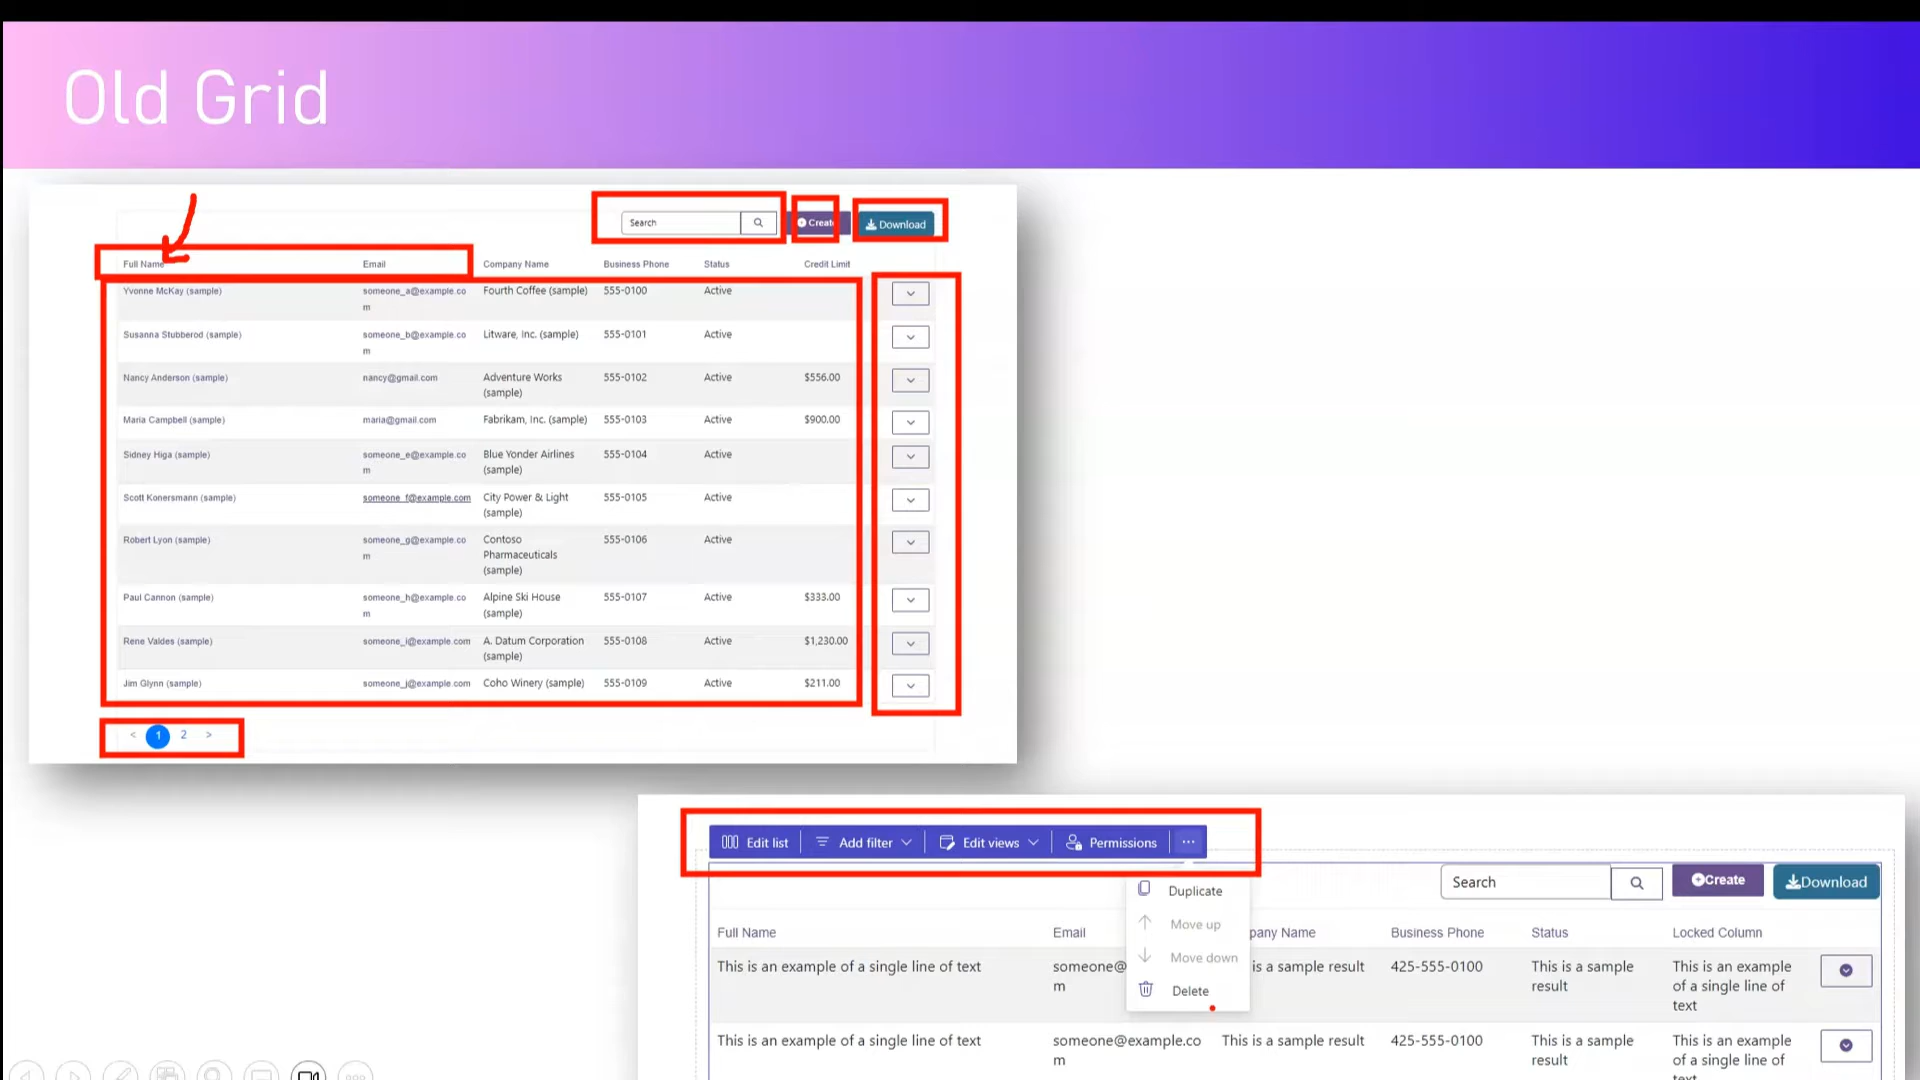 Old Grid
Search
Create
Download
Full Name Email Company Name Business Phone Status Credit Limit
Yvonne McKay (sample) someone_a@example.co Fourth Coffee (sample) 555-0100 Active
m
Susanna Stubberod (sample) someone_b@example.co Litware, Inc. (sample) 555-0101 Active
m
Nancy Anderson (sample) nancy@gmail.com Adventure Works 555-0102 Active $556.00
(sample)
Maria Campbell (sample) maria@gmail.com Fabrikam, Inc. (sample) 555-0103 Active $900.00
Sidney Higa (sample) someone_e@example.co Blue Yonder Airlines 555-0104 Active
m (sample)
Scott Konersmann (sample) someone_f@example.com City Power & Light 555-0105 Active
(sample)
Robert Lyon (sample) someone_g@example.co Contoso 555-0106 Active
m Pharmaceuticals
(sample)
Paul Cannon (sample) someone_h@example.co Alpine Ski House 555-0107 Active $333.00
m (sample)
Rene Valdes (sample) someone_i@example.com A. Datum Corporation 555-0108 Active $1,230.00
(sample)
Jim Glynn (sample) someone_j@example.com Coho Winery (sample) 555-0109 Active $211.00
< 1 2 >
Edit list Add filter Edit views Permissions ...
Duplicate
Move up
Move down
Delete
Search Create Download
Full Name Email pany Name Business Phone Status Locked Column
This is an example of a single line of text someone@ is a sample result 425-555-0100 This is a sample This is an example
m result of a single line of
text
This is an example of a single line of text someone@example.co This is a sample result 425-555-0100 This is a sample This is an example
m result of a single line of
text